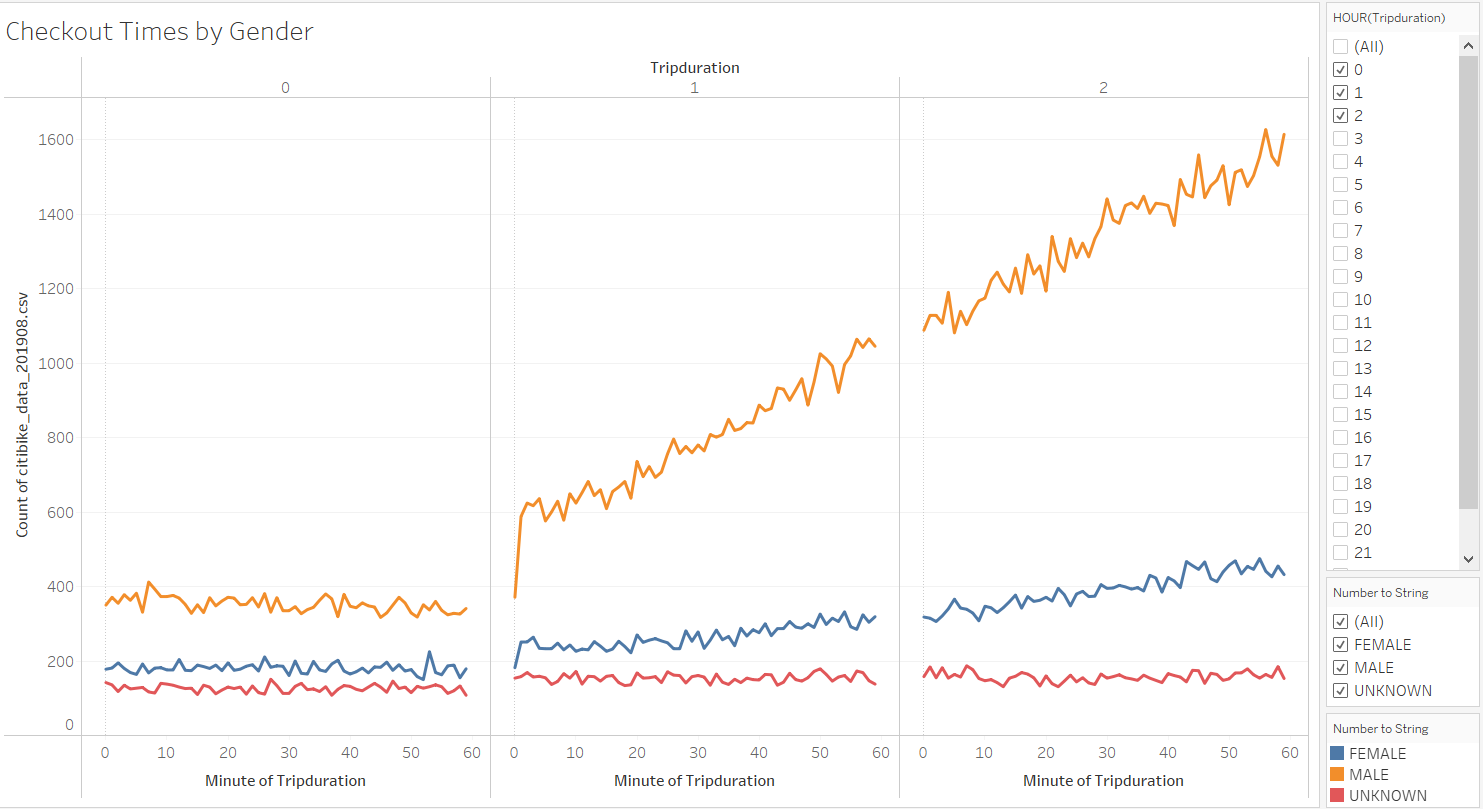 Checkout Times by Gender
Tripduration
0 1 2
1600
1400
1200
1000
800
600
400
200
0
Count of citibike_data_201908.csv
0 10 20 30 40 50 60 0 10 20 30 40 50 60 0 10 20 30 40 50 60
Minute of Tripduration Minute of Tripduration Minute of Tripduration
HOUR(Tripduration)
(All)
0
1
2
3
4
5
6
7
8
9
10
11
12
13
14
15
16
17
18
19
20
21
Number to String
(All)
FEMALE
MALE
UNKNOWN
Number to String
FEMALE
MALE
UNKNOWN